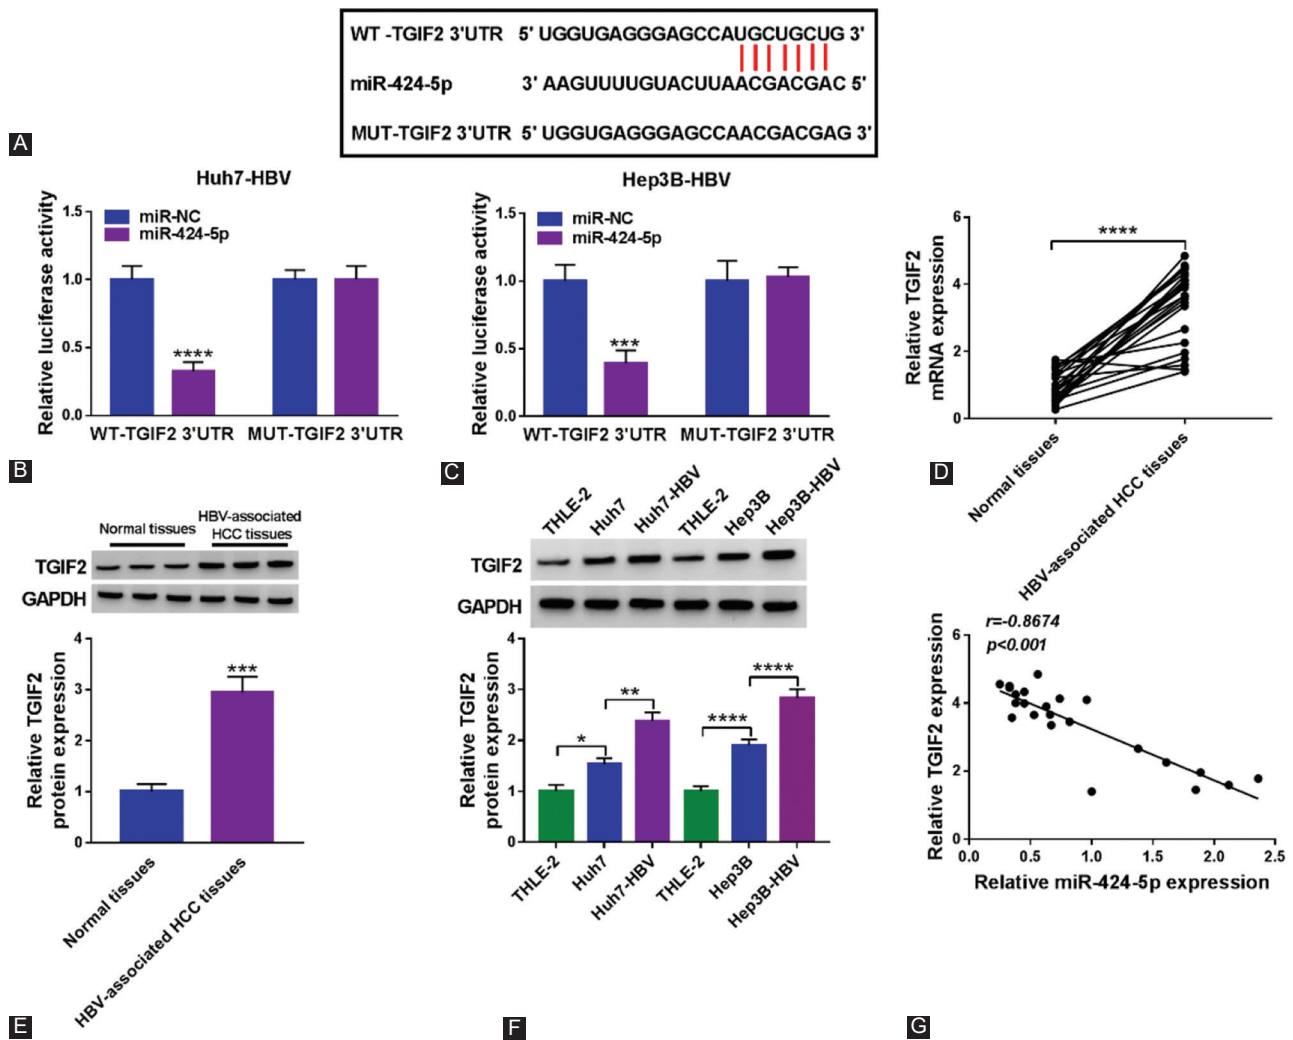 WT -TGIF2 3'UTR 5' UGGUGAGGGAGCCAUGCUGCUG 3'
miR-424-5p 3' AAGUUUUGUACUUAACGACGAC 5'
MUT-TGIF2 3'UTR 5' UGGUGAGGGAGCCAACGACGAG 3'
A
Huh7-HBV
Relative luciferase activity
1.5
1.0
0.5
0.0
miR-NC
miR-424-5p
****
WT-TGIF2 3'UTR MUT-TGIF2 3'UTR
B
Hep3B-HBV
Relative luciferase activity
1.5
1.0
0.5
0.0
miR-NC
miR-424-5p
***
WT-TGIF2 3'UTR MUT-TGIF2 3'UTR
C
Relative TGIF2
mRNA expression
6
4
2
0
****
Normal tissues
HBV-associated HCC tissues
D
Normal tissues
HBV-associated
HCC tissues
TGIF2
GAPDH
Relative TGIF2
protein expression
4
3
2
1
0
***
Normal tissues
HBV-associated HCC tissues
E
THLE-2 Huh7 Huh7-HBV THLE-2 Hep3B Hep3B-HBV
TGIF2
GAPDH
Relative TGIF2
protein expression
4
3
2
1
0
* ** **** ****
THLE-2 Huh7 Huh7-HBV THLE-2 Hep3B Hep3B-HBV
F
r=-0.8674
p<0.001
Relative TGIF2 expression
6
4
2
0
0.0 0.5 1.0 1.5 2.0 2.5
Relative miR-424-5p expression
G